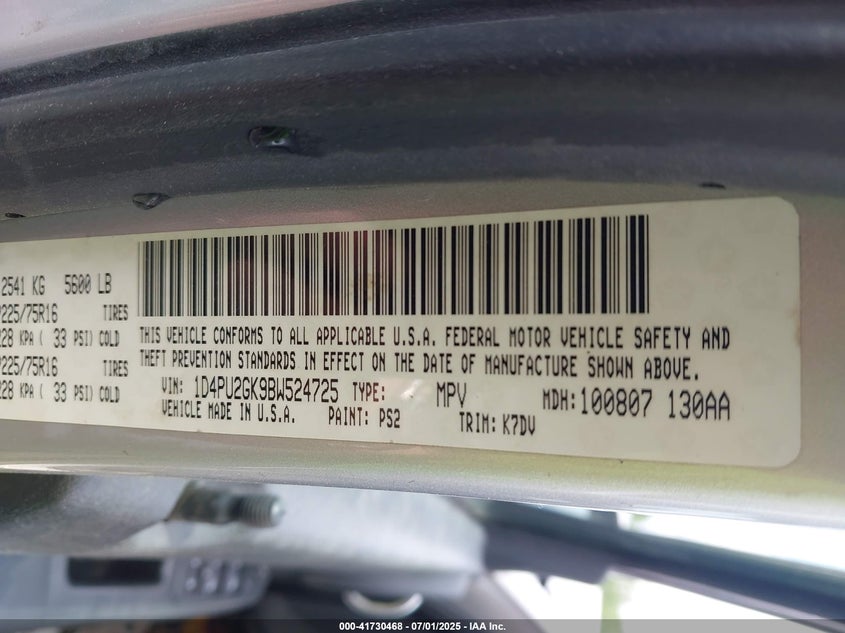 2541 KG 5600 LB
225/75R16 TIRES
228 KPA ( 33 PSI) COLD
225/75R16 TIRES
228 KPA ( 33 PSI) COLD
THIS VEHICLE CONFORMS TO ALL APPLICABLE U.S.A. FEDERAL MOTOR VEHICLE SAFETY AND
THEFT PREVENTION STANDARDS IN EFFECT ON THE DATE OF MANUFACTURE SHOWN ABOVE.
VIN: 1D4PU2GK9BW524725 TYPE: MPV MDH: 100807 130AA
VEHICLE MADE IN U.S.A. PAINT: PS2 TRIM: K7DV
000-41730468 - 07/01/2025 - IAA Inc.